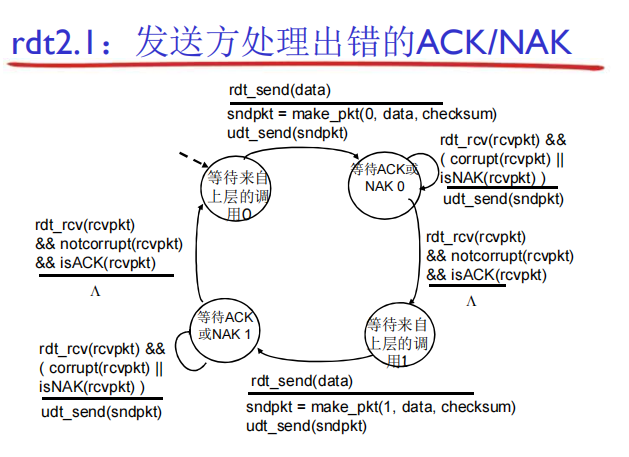 rdt2.1：发送方处理出错的ACK/NAK
rdt_send(data)
sndpkt = make_pkt(0, data, checksum)
udt_send(sndpkt)
等待来自
上层的调
用0
等待ACK或
NAK 0
rdt_rcv(rcvpkt) &&
( corrupt(rcvpkt) ||
isNAK(rcvpkt) )
udt_send(sndpkt)
rdt_rcv(rcvpkt)
&& notcorrupt(rcvpkt)
&& isACK(rcvpkt)
Λ
rdt_rcv(rcvpkt)
&& notcorrupt(rcvpkt)
&& isACK(rcvpkt)
Λ
等待ACK
或NAK 1
等待来自
上层的调
用1
rdt_rcv(rcvpkt) &&
( corrupt(rcvpkt) ||
isNAK(rcvpkt) )
udt_send(sndpkt)
rdt_send(data)
sndpkt = make_pkt(1, data, checksum)
udt_send(sndpkt)